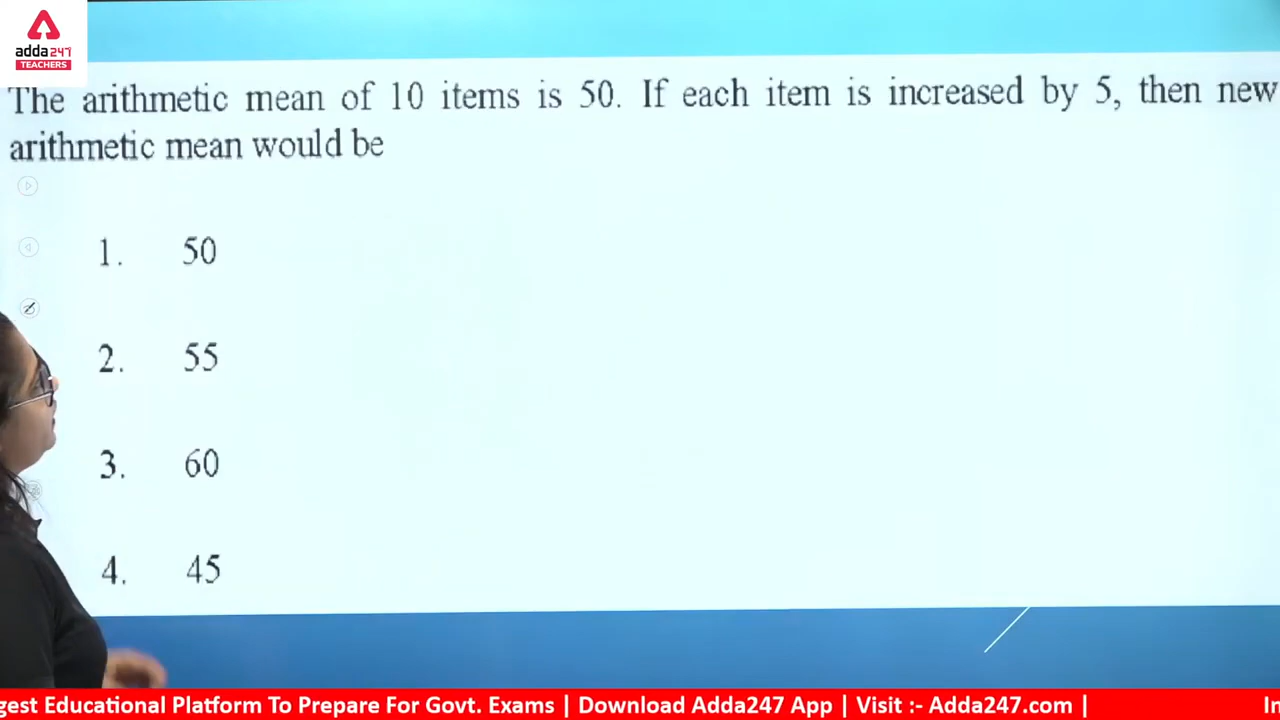 adda247
TEACHERS
The arithmetic mean of 10 items is 50. If each item is increased by 5, then new
arithmetic mean would be
1. 50
2. 55
3. 60
4. 45
gest Educational Platform To Prepare For Govt. Exams | Download Adda247 App | Visit :- Adda247.com | In